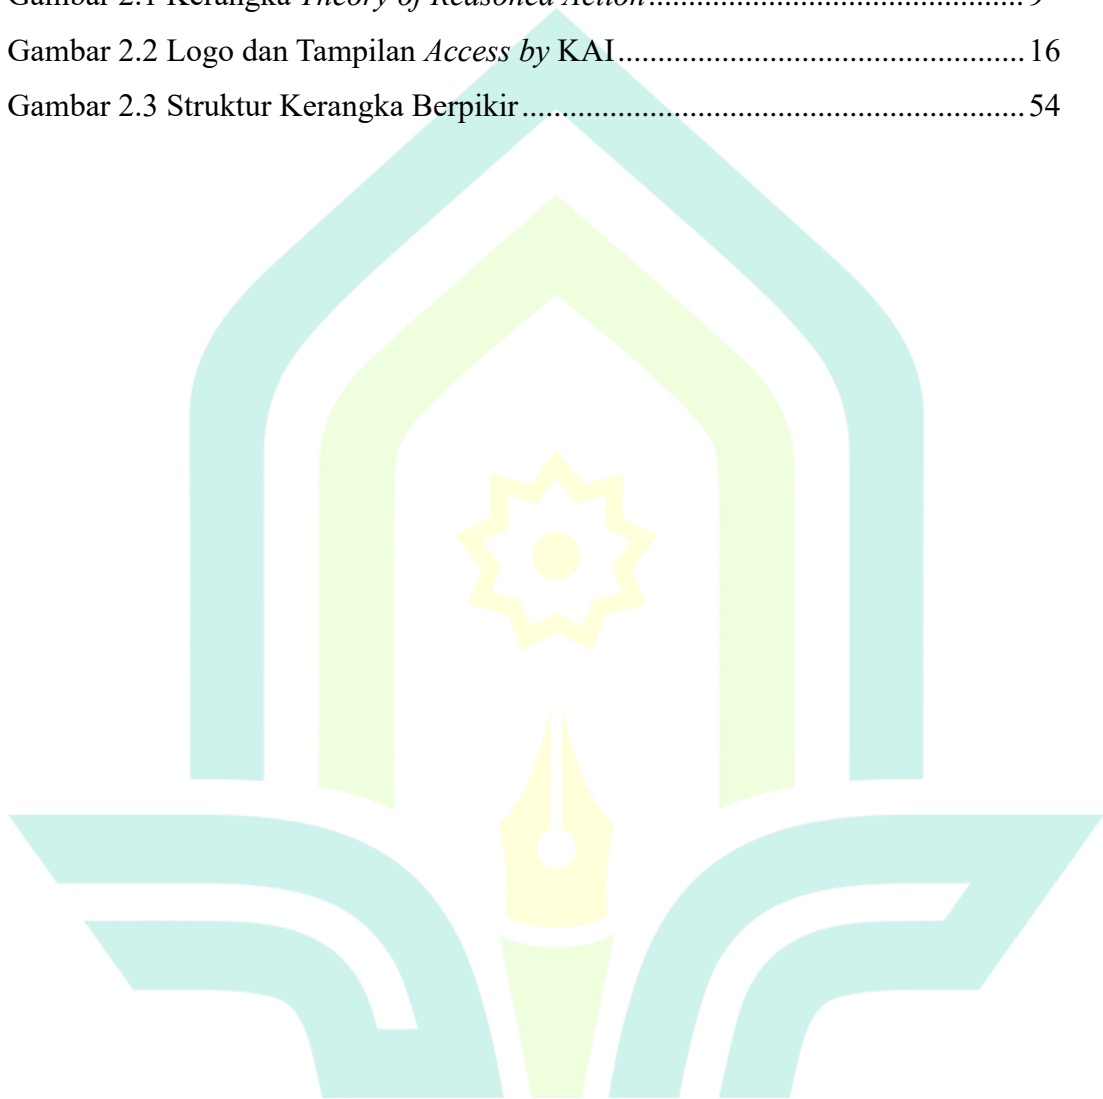 Gambar 2.1 Kerangka Theory of Reasoned Action........................................ 9
Gambar 2.2 Logo dan Tampilan Access by KAI........................................... 16
Gambar 2.3 Struktur Kerangka Berpikir..................................................... 54